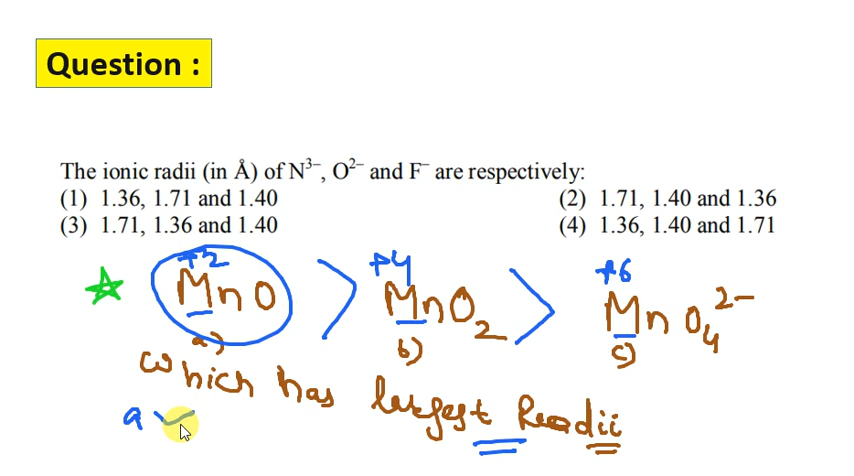 Question :
The ionic radii (in Å) of N³⁻, O²⁻ and F⁻ are respectively:
(1) 1.36, 1.71 and 1.40 (2) 1.71, 1.40 and 1.36
(3) 1.71, 1.36 and 1.40 (4) 1.36, 1.40 and 1.71
+2 +4 +6
MnO > MnO₂ > MnO₄²⁻
a) b) c)
Which has largest Radii
a